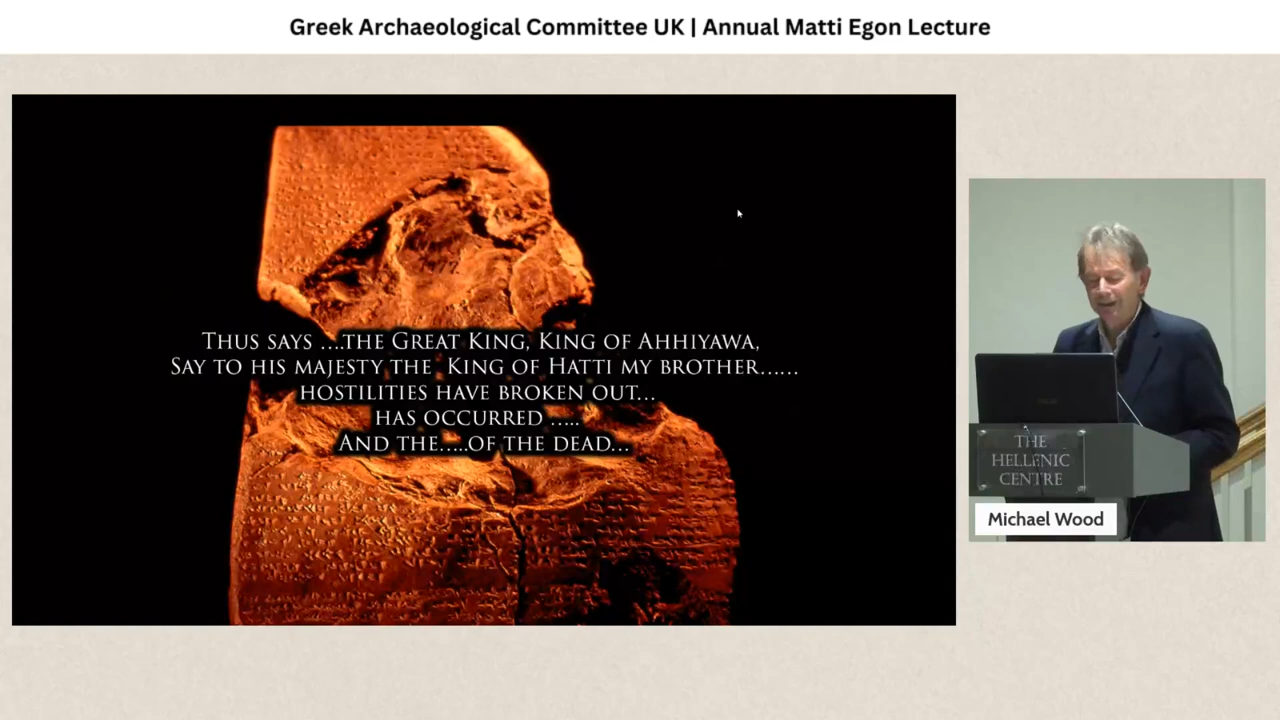 Greek Archaeological Committee UK | Annual Matti Egon Lecture
THUS SAYS ....THE GREAT KING, KING OF AHHIYAWA,
SAY TO HIS MAJESTY THE KING OF HATTI MY BROTHER......
HOSTILITIES HAVE BROKEN OUT...
HAS OCCURRED .....
AND THE.....OF THE DEAD...
THE
HELLENIC
CENTRE
Michael Wood